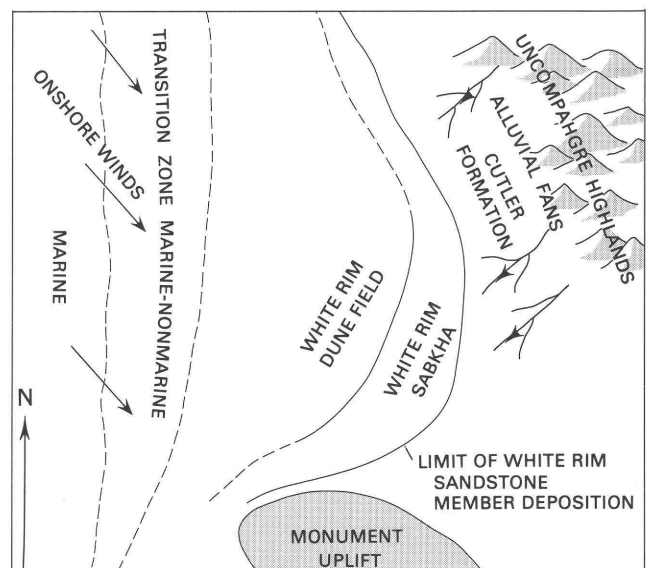 TRANSITION ZONE MARINE-NONMARINE
ONSHORE WINDS
MARINE
UNCOMPAHGRE HIGHLANDS
ALLUVIAL FANS
CUTLER
FORMATION
WHITE RIM
DUNE FIELD
WHITE RIM
SABKHA
N
LIMIT OF WHITE RIM
SANDSTONE
MEMBER DEPOSITION
MONUMENT
UPLIFT